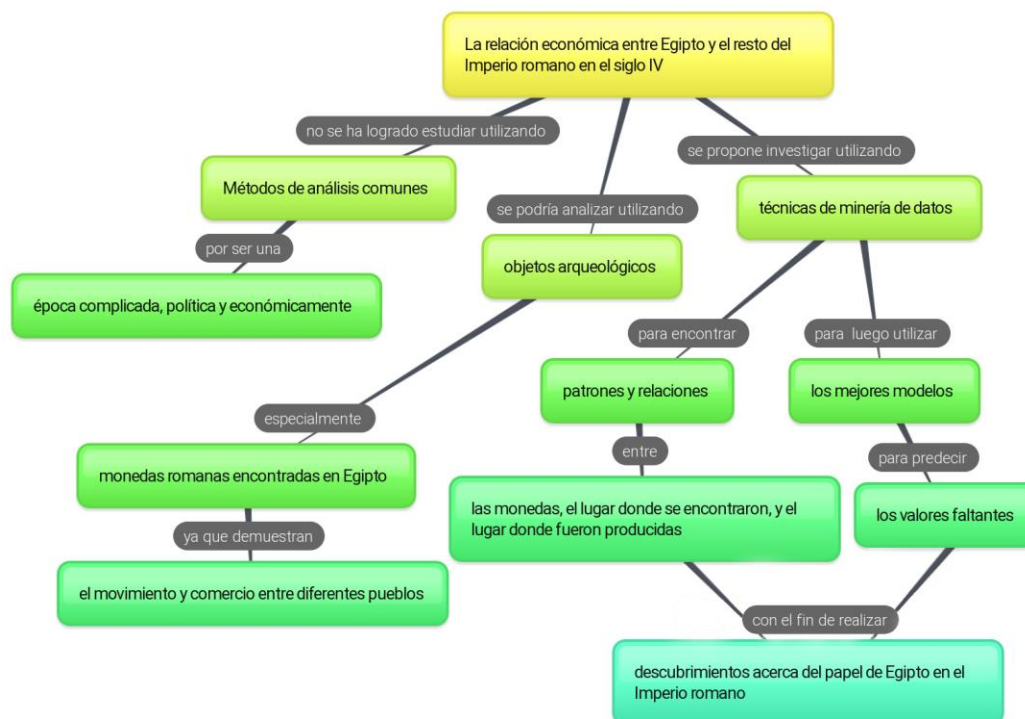 La relación económica entre Egipto y el resto del
Imperio romano en el siglo IV
no se ha logrado estudiar utilizando
se propone investigar utilizando
Métodos de análisis comunes
se podría analizar utilizando
técnicas de minería de datos
por ser una
objetos arqueológicos
época complicada, política y económicamente
para encontrar
para luego utilizar
patrones y relaciones
los mejores modelos
especialmente
entre
para predecir
monedas romanas encontradas en Egipto
las monedas, el lugar donde se encontraron, y el
lugar donde fueron producidas
los valores faltantes
ya que demuestran
el movimiento y comercio entre diferentes pueblos
con el fin de realizar
descubrimientos acerca del papel de Egipto en el
Imperio romano